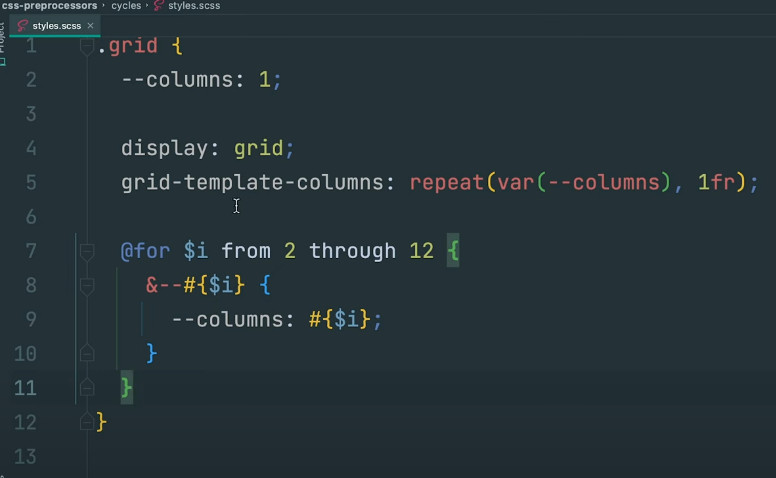 css-preprocessors › cycles › styles.scss
Project
styles.scss ×
1 .grid {
2 --columns: 1;
3
4 display: grid;
5 grid-template-columns: repeat(var(--columns), 1fr);
6
7 @for $i from 2 through 12 {
8 &--#{$i} {
9 --columns: #{$i};
10 }
11 }
12 }
13